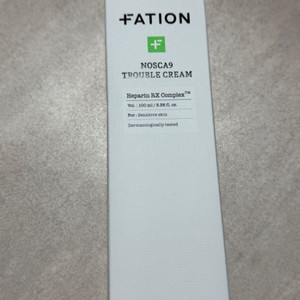 FATION
NOSCA9
TROUBLE CREAM
Heparin RX Complex™
Vol : 100 ml / 3.38 fl. oz.
For : Sensitive skin
Dermatologically tested